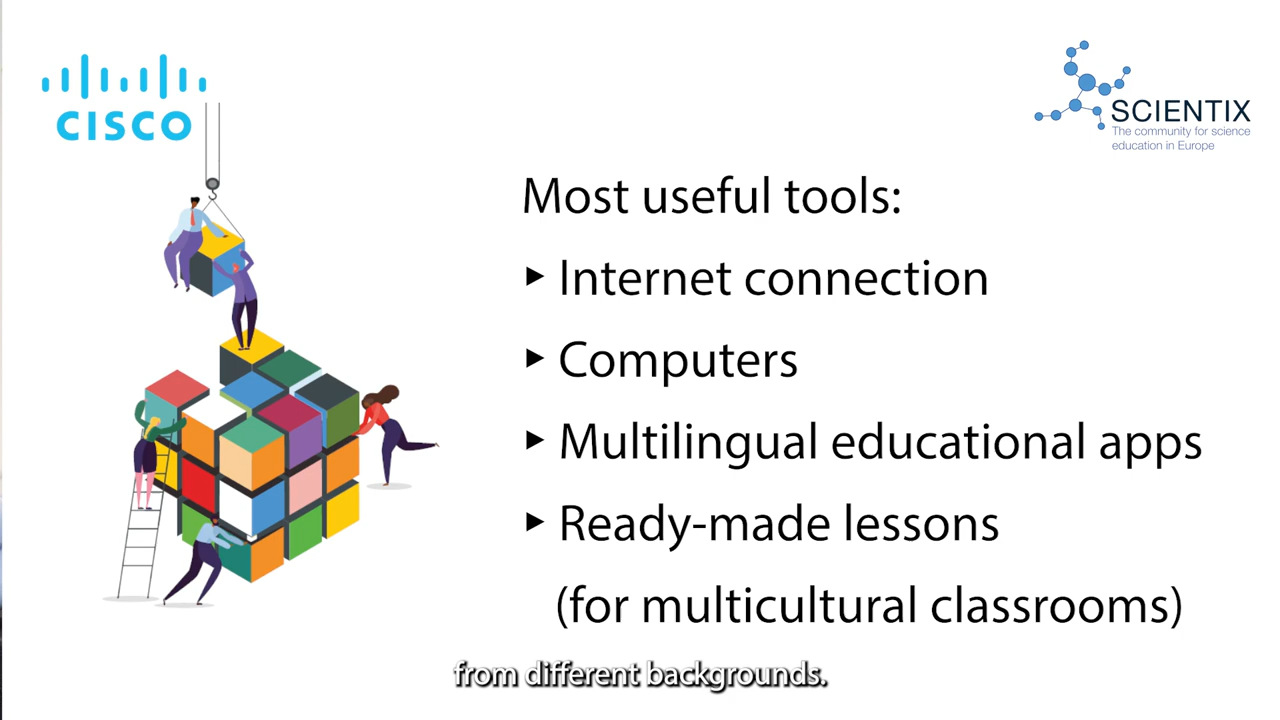 CISCO
SCIENTIX
The community for science
education in Europe
Most useful tools:
▸ Internet connection
▸ Computers
▸ Multilingual educational apps
▸ Ready-made lessons
(for multicultural classrooms)
from different backgrounds.